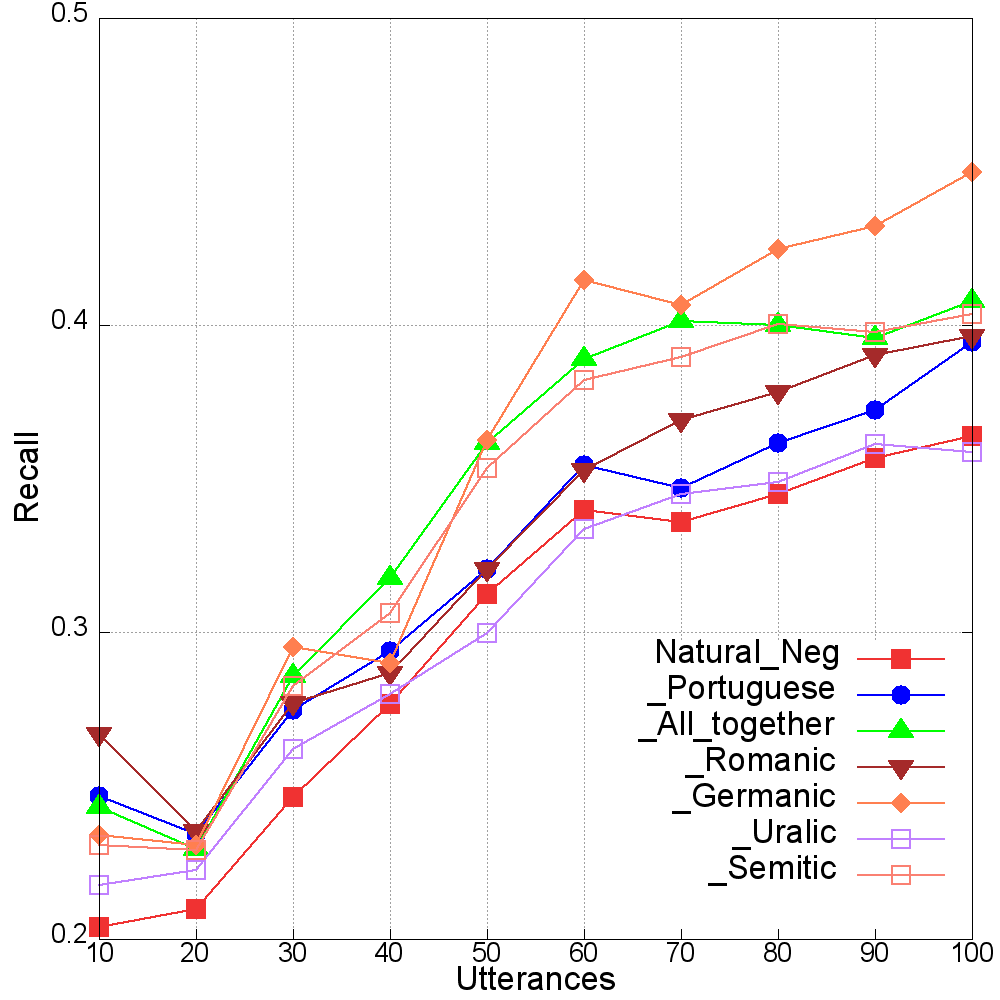 0.5
0.4
0.3
0.2
Recall
10 20 30 40 50 60 70 80 90 100
Utterances
Natural_Neg
_Portuguese
_All_together
_Romanic
_Germanic
_Uralic
_Semitic